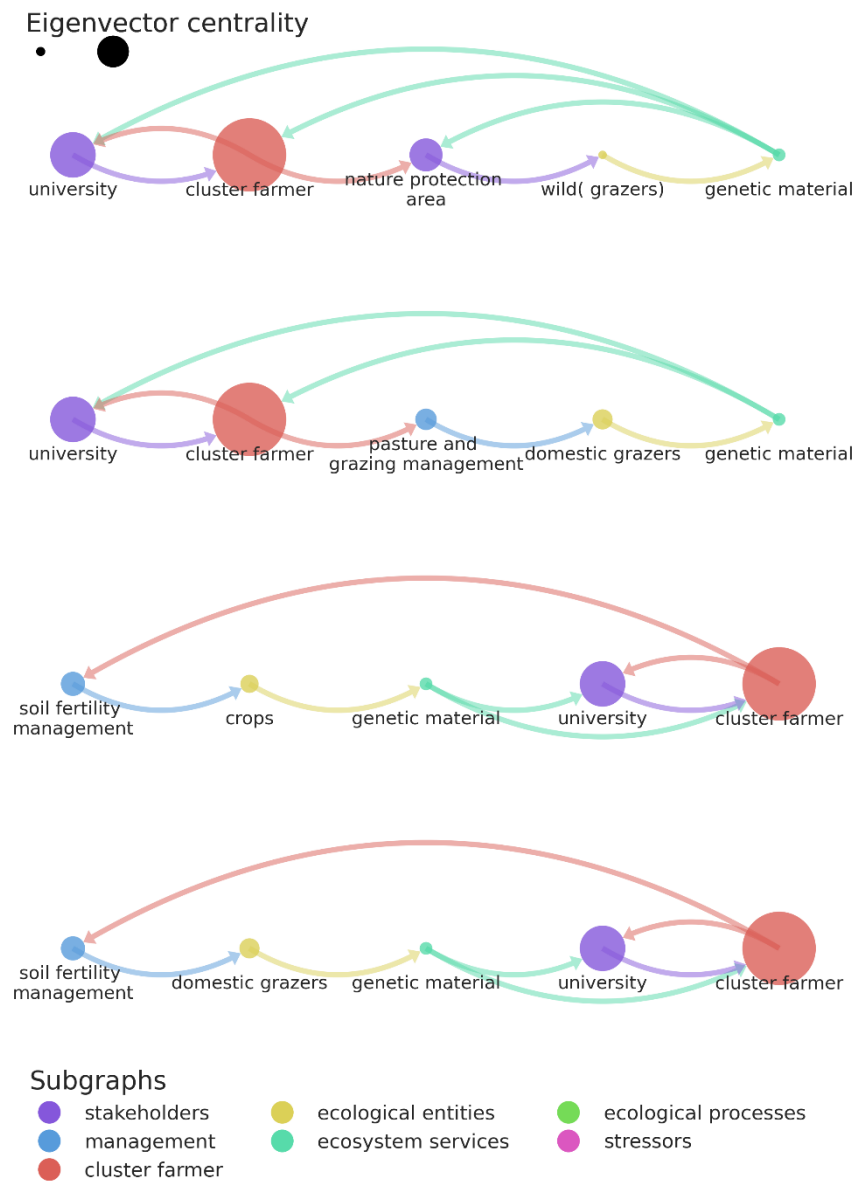 Eigenvector centrality
university
cluster farmer
nature protection
area
wild( grazers)
genetic material
university
cluster farmer
pasture and
grazing management
domestic grazers
genetic material
soil fertility
management
crops
genetic material
university
cluster farmer
soil fertility
management
domestic grazers
genetic material
university
cluster farmer
Subgraphs
stakeholders
management
cluster farmer
ecological entities
ecosystem services
ecological processes
stressors